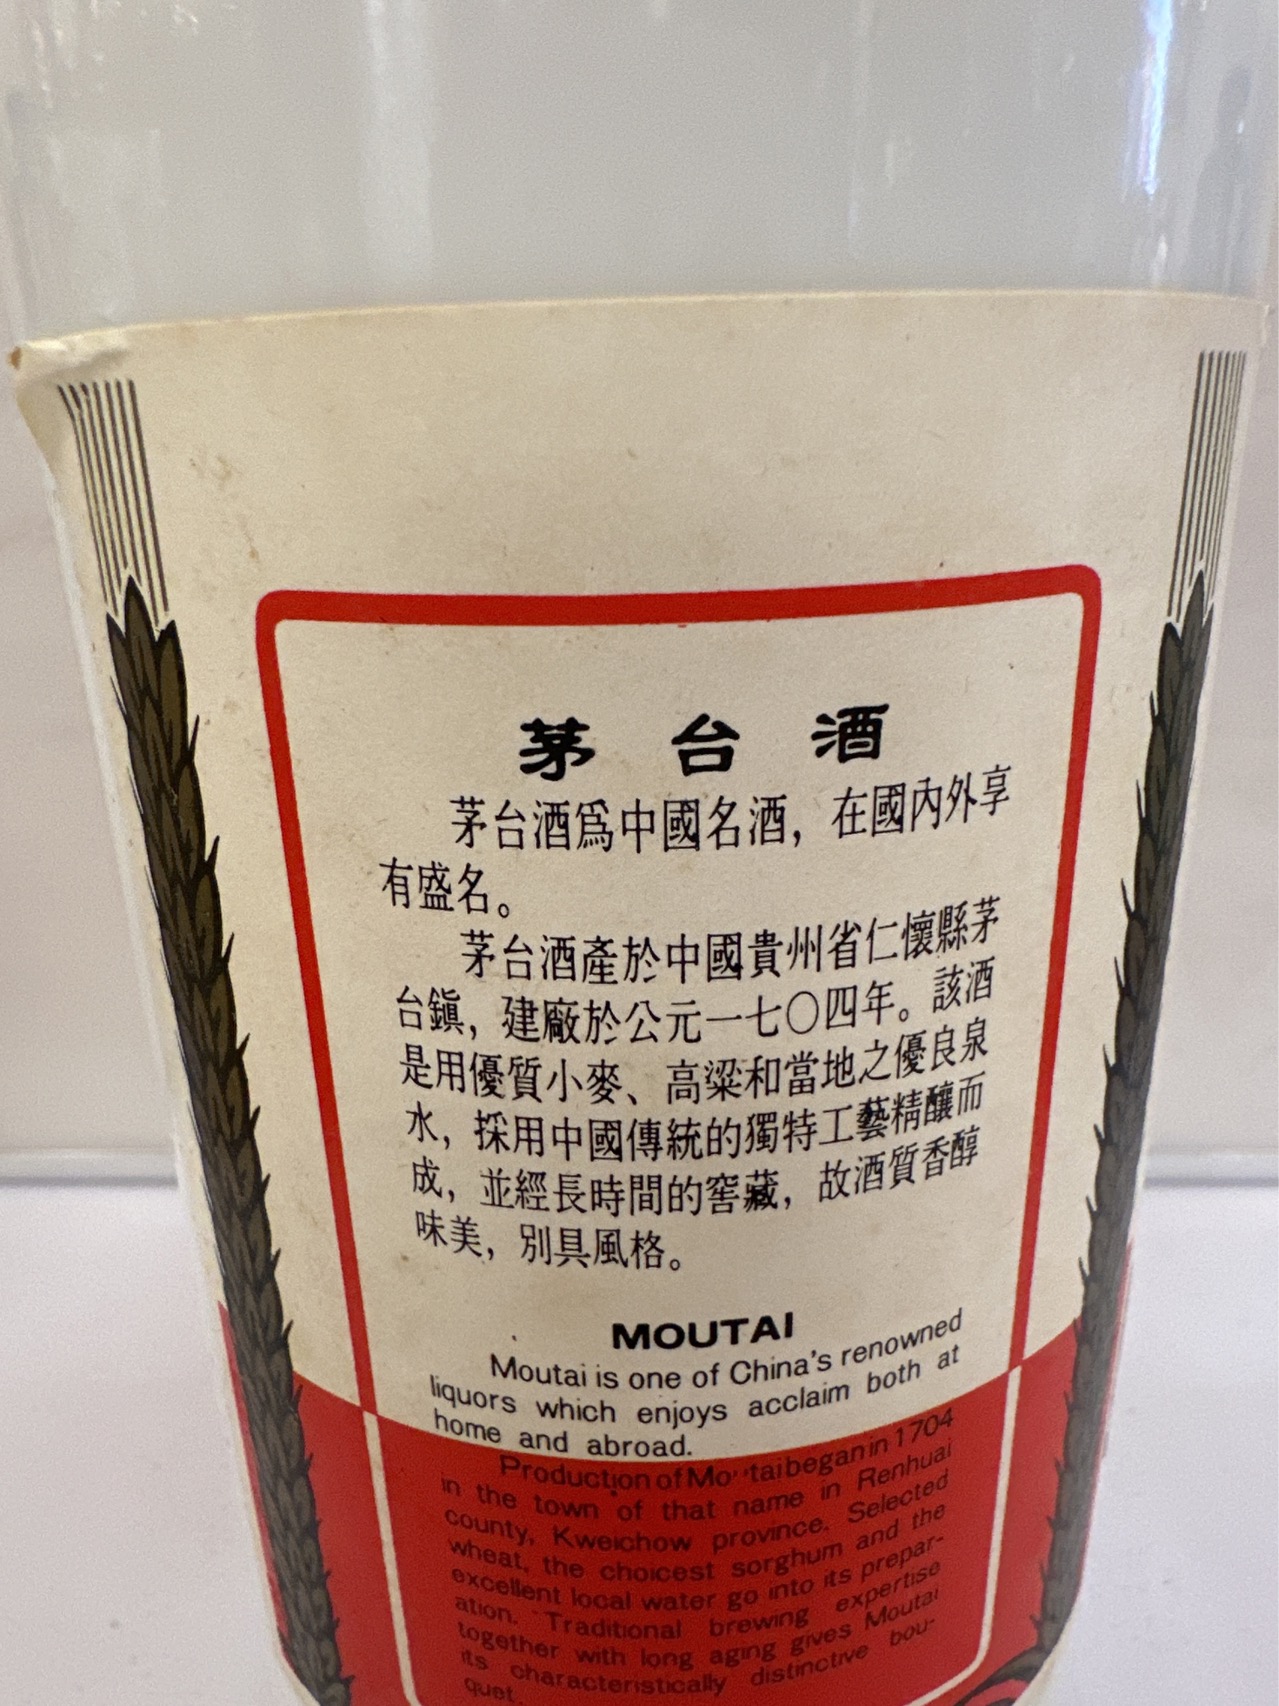 茅台酒
茅台酒爲中國名酒，在國內外享
有盛名。
茅台酒產於中國貴州省仁懷縣茅
台鎭，建廠於公元一七〇四年。該酒
是用優質小麥、高粱和當地之優良泉
水，採用中國傳統的獨特工藝精釀而
成，並經長時間的窖藏，故酒質香醇
味美，別具風格。
MOUTAI
Moutai is one of China's renowned
liquors which enjoys acclaim both at
home and abroad.
Production of Moutai began in 1704
in the town of that name in Renhuai
county, Kweichow province. Selected
wheat, the choicest sorghum and the
excellent local water go into its prepar-
ation. Traditional brewing expertise
together with long aging gives Moutai
its characteristically distinctive bou-
quet.